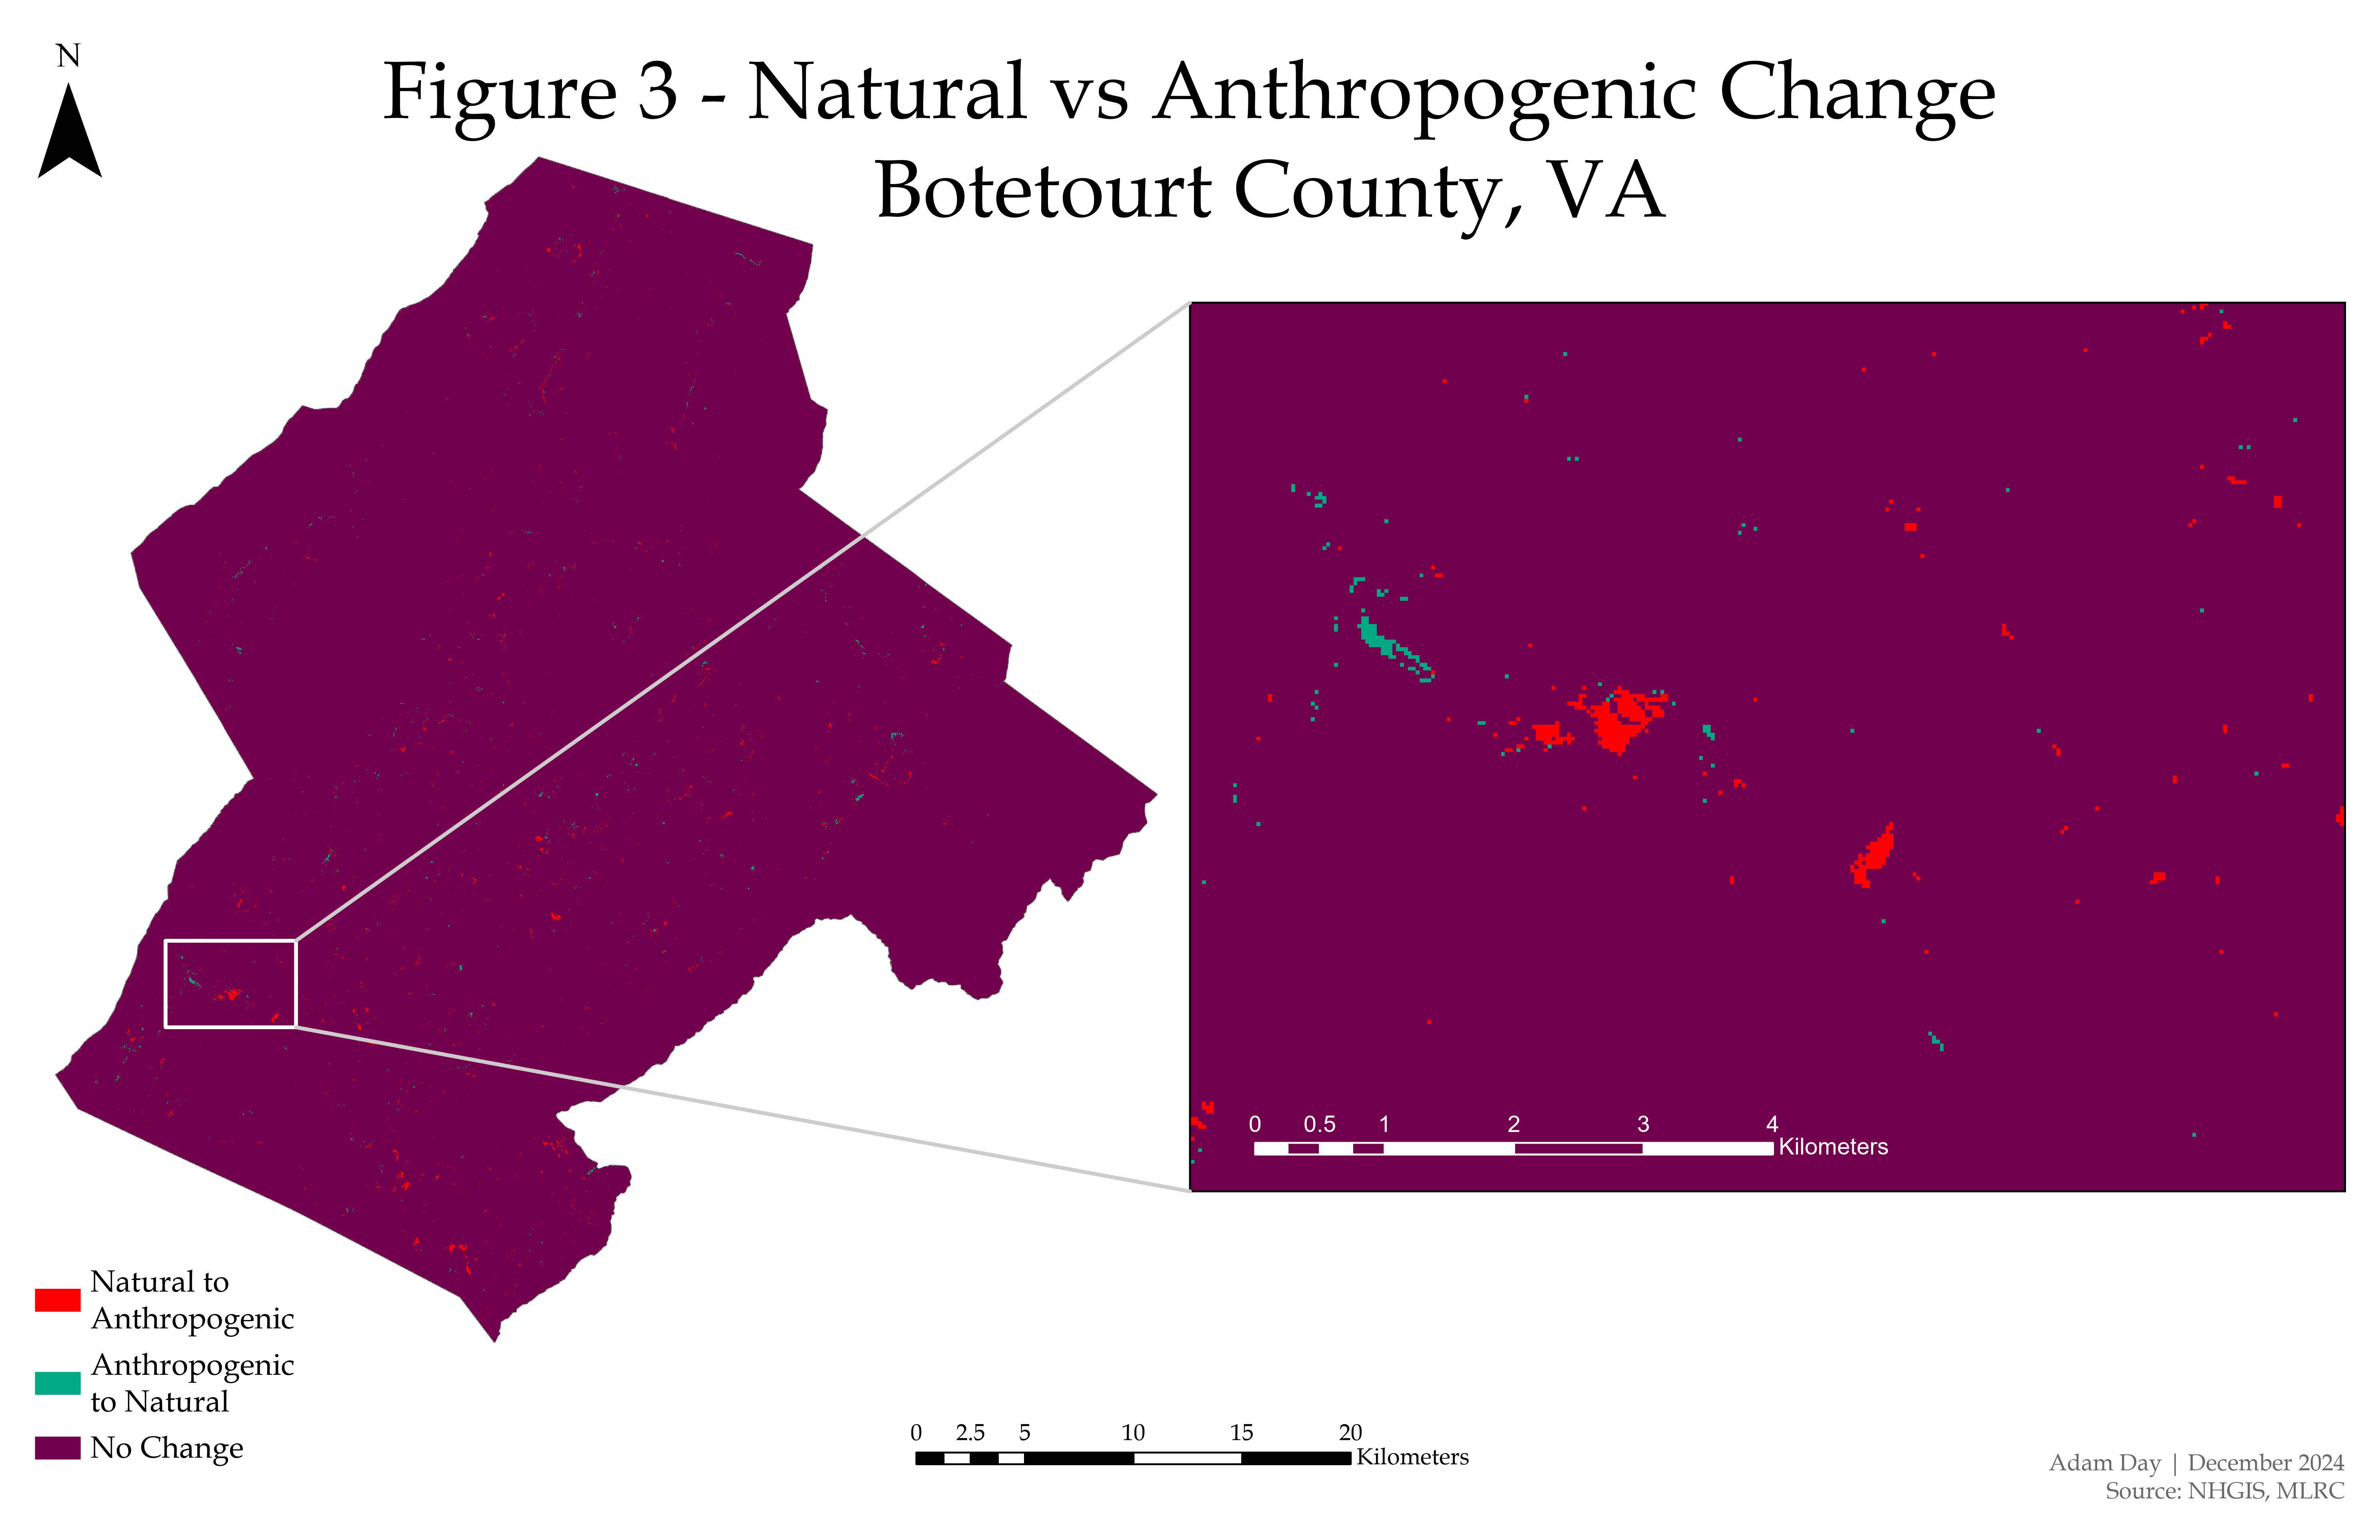 N
Figure 3 - Natural vs Anthropogenic Change
Botetourt County, VA
0 0.5 1 2 3 4
Kilometers
Natural to
Anthropogenic
Anthropogenic
to Natural
No Change
0 2.5 5 10 15 20
Kilometers
Adam Day | December 2024
Source: NHGIS, MLRC